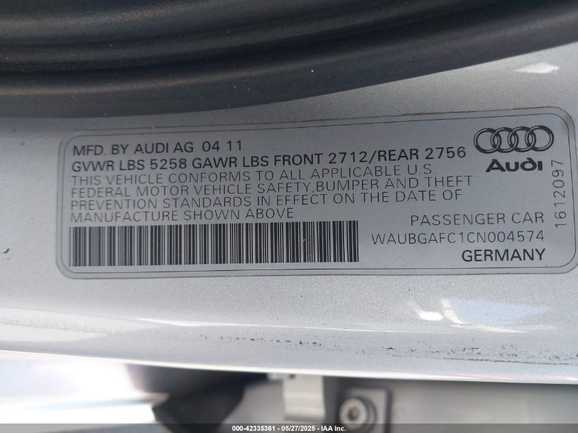 MFD. BY AUDI AG 04 11
GVWR LBS 5258 GAWR LBS FRONT 2712/REAR 2756
THIS VEHICLE CONFORMS TO ALL APPLICABLE U.S
FEDERAL MOTOR VEHICLE SAFETY,BUMPER AND THEFT
PREVENTION STANDARDS IN EFFECT ON THE DATE OF
MANUFACTURE SHOWN ABOVE
Audi
1612097
PASSENGER CAR
WAUBGAFC1CN004574
GERMANY
000-42335361 — 05/27/2025 — IAA Inc.